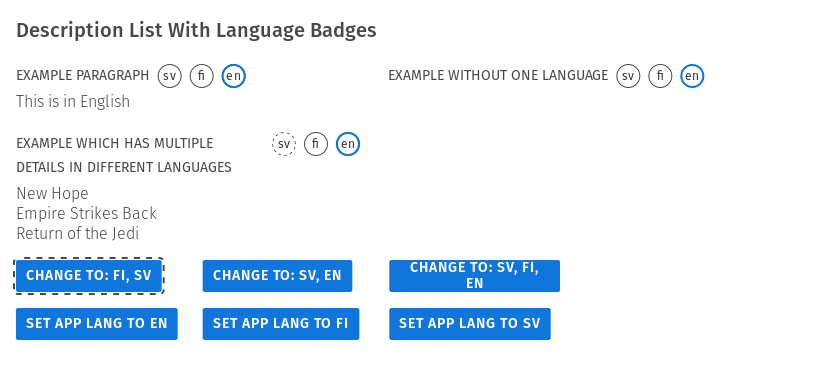 Description List With Language Badges
EXAMPLE PARAGRAPH sv fi en
This is in English
EXAMPLE WITHOUT ONE LANGUAGE sv fi en
EXAMPLE WHICH HAS MULTIPLE
DETAILS IN DIFFERENT LANGUAGES
sv fi en
New Hope
Empire Strikes Back
Return of the Jedi
CHANGE TO: FI, SV
CHANGE TO: SV, EN
CHANGE TO: SV, FI,
EN
SET APP LANG TO EN
SET APP LANG TO FI
SET APP LANG TO SV